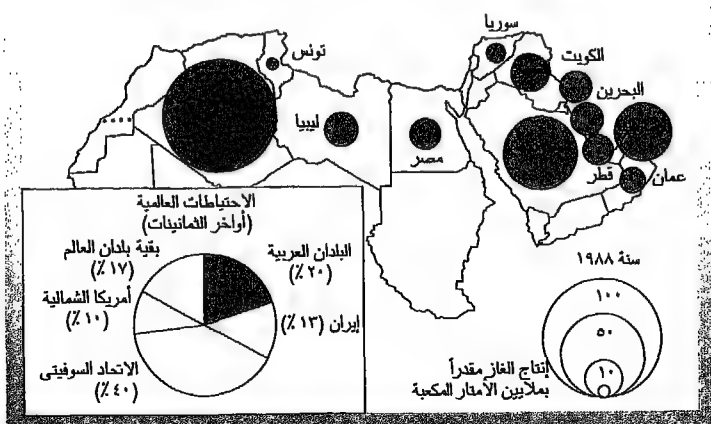 سوريا
الكويت
تونس
البحرين
ليبيا
مصر
قطر
عمان
الاحتياطات العالمية
(أواخر الثمانينات)
بقية بلدان العالم
(١٧ ٪)
البلدان العربية
(٢٠ ٪)
أمريكا الشمالية
(١٠ ٪)
إيران (١٣ ٪)
الاتحاد السوفيتى
(٤٠ ٪)
سنة ١٩٨٨
١٠٠
٥٠
١٠
إنتاج الغاز مقدراً
بملايين الأمتار المكعبة